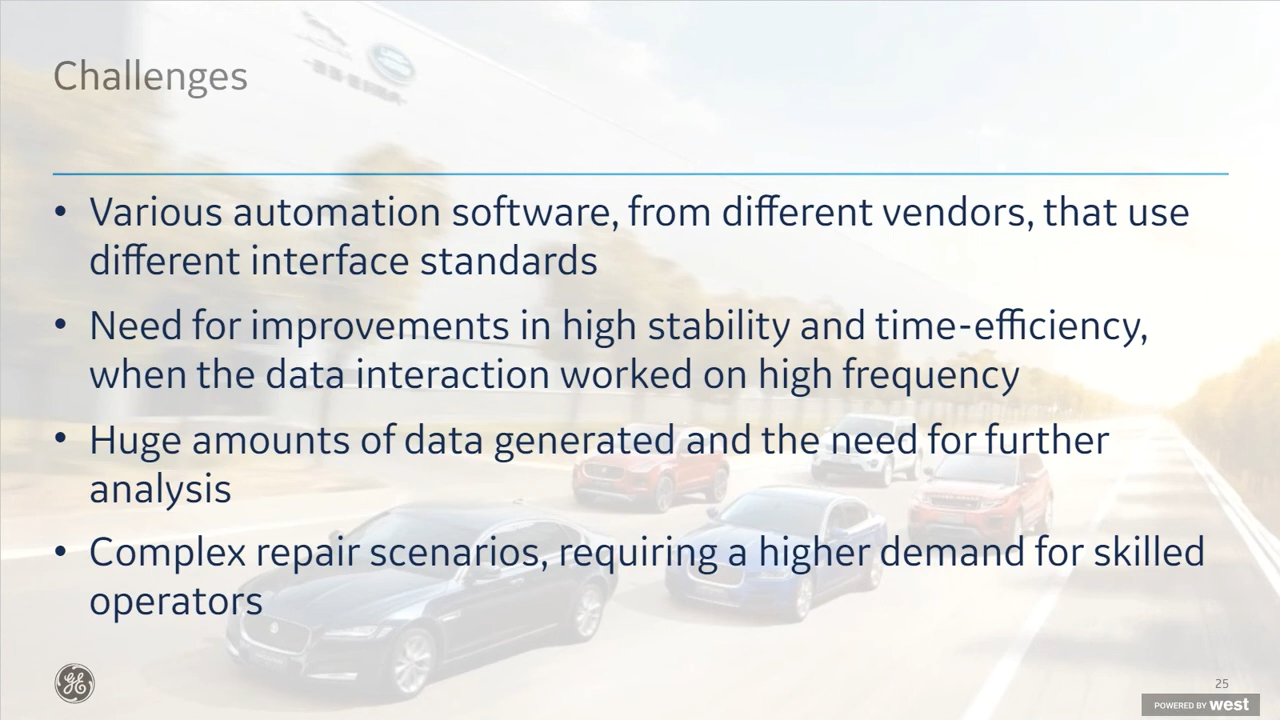 Challenges
• Various automation software, from different vendors, that use
different interface standards
• Need for improvements in high stability and time-efficiency,
when the data interaction worked on high frequency
• Huge amounts of data generated and the need for further
analysis
• Complex repair scenarios, requiring a higher demand for skilled
operators
25
POWERED BY west